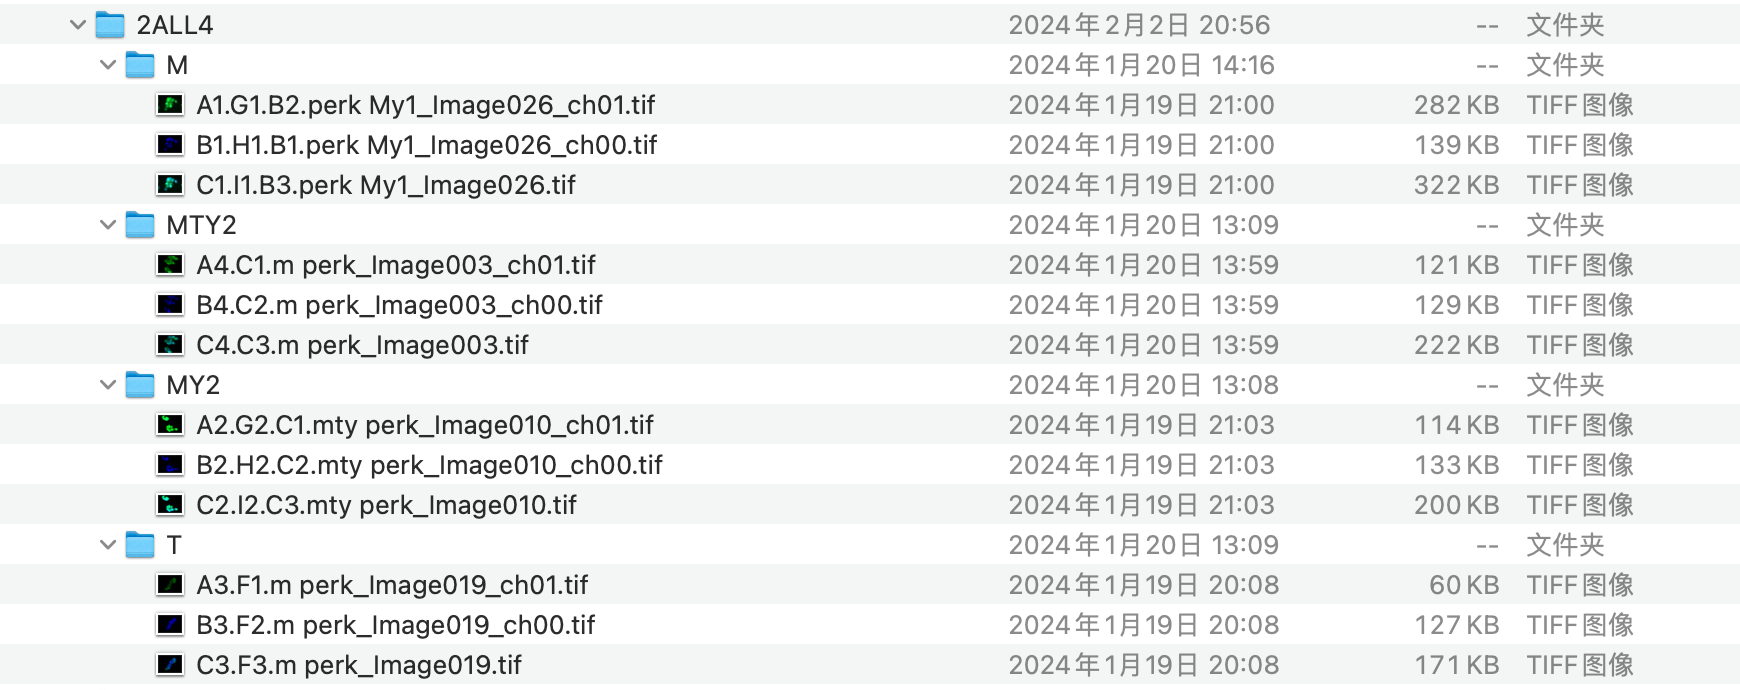 2ALL4 2024年2月2日 20:56 -- 文件夹
M 2024年1月20日 14:16 -- 文件夹
A1.G1.B2.perk My1_Image026_ch01.tif 2024年1月19日 21:00 282 KB TIFF图像
B1.H1.B1.perk My1_Image026_ch00.tif 2024年1月19日 21:00 139 KB TIFF图像
C1.I1.B3.perk My1_Image026.tif 2024年1月19日 21:00 322 KB TIFF图像
MTY2 2024年1月20日 13:09 -- 文件夹
A4.C1.m perk_Image003_ch01.tif 2024年1月20日 13:59 121 KB TIFF图像
B4.C2.m perk_Image003_ch00.tif 2024年1月20日 13:59 129 KB TIFF图像
C4.C3.m perk_Image003.tif 2024年1月20日 13:59 222 KB TIFF图像
MY2 2024年1月20日 13:08 -- 文件夹
A2.G2.C1.mty perk_Image010_ch01.tif 2024年1月19日 21:03 114 KB TIFF图像
B2.H2.C2.mty perk_Image010_ch00.tif 2024年1月19日 21:03 133 KB TIFF图像
C2.I2.C3.mty perk_Image010.tif 2024年1月19日 21:03 200 KB TIFF图像
T 2024年1月20日 13:09 -- 文件夹
A3.F1.m perk_Image019_ch01.tif 2024年1月19日 20:08 60 KB TIFF图像
B3.F2.m perk_Image019_ch00.tif 2024年1月19日 20:08 127 KB TIFF图像
C3.F3.m perk_Image019.tif 2024年1月19日 20:08 171 KB TIFF图像